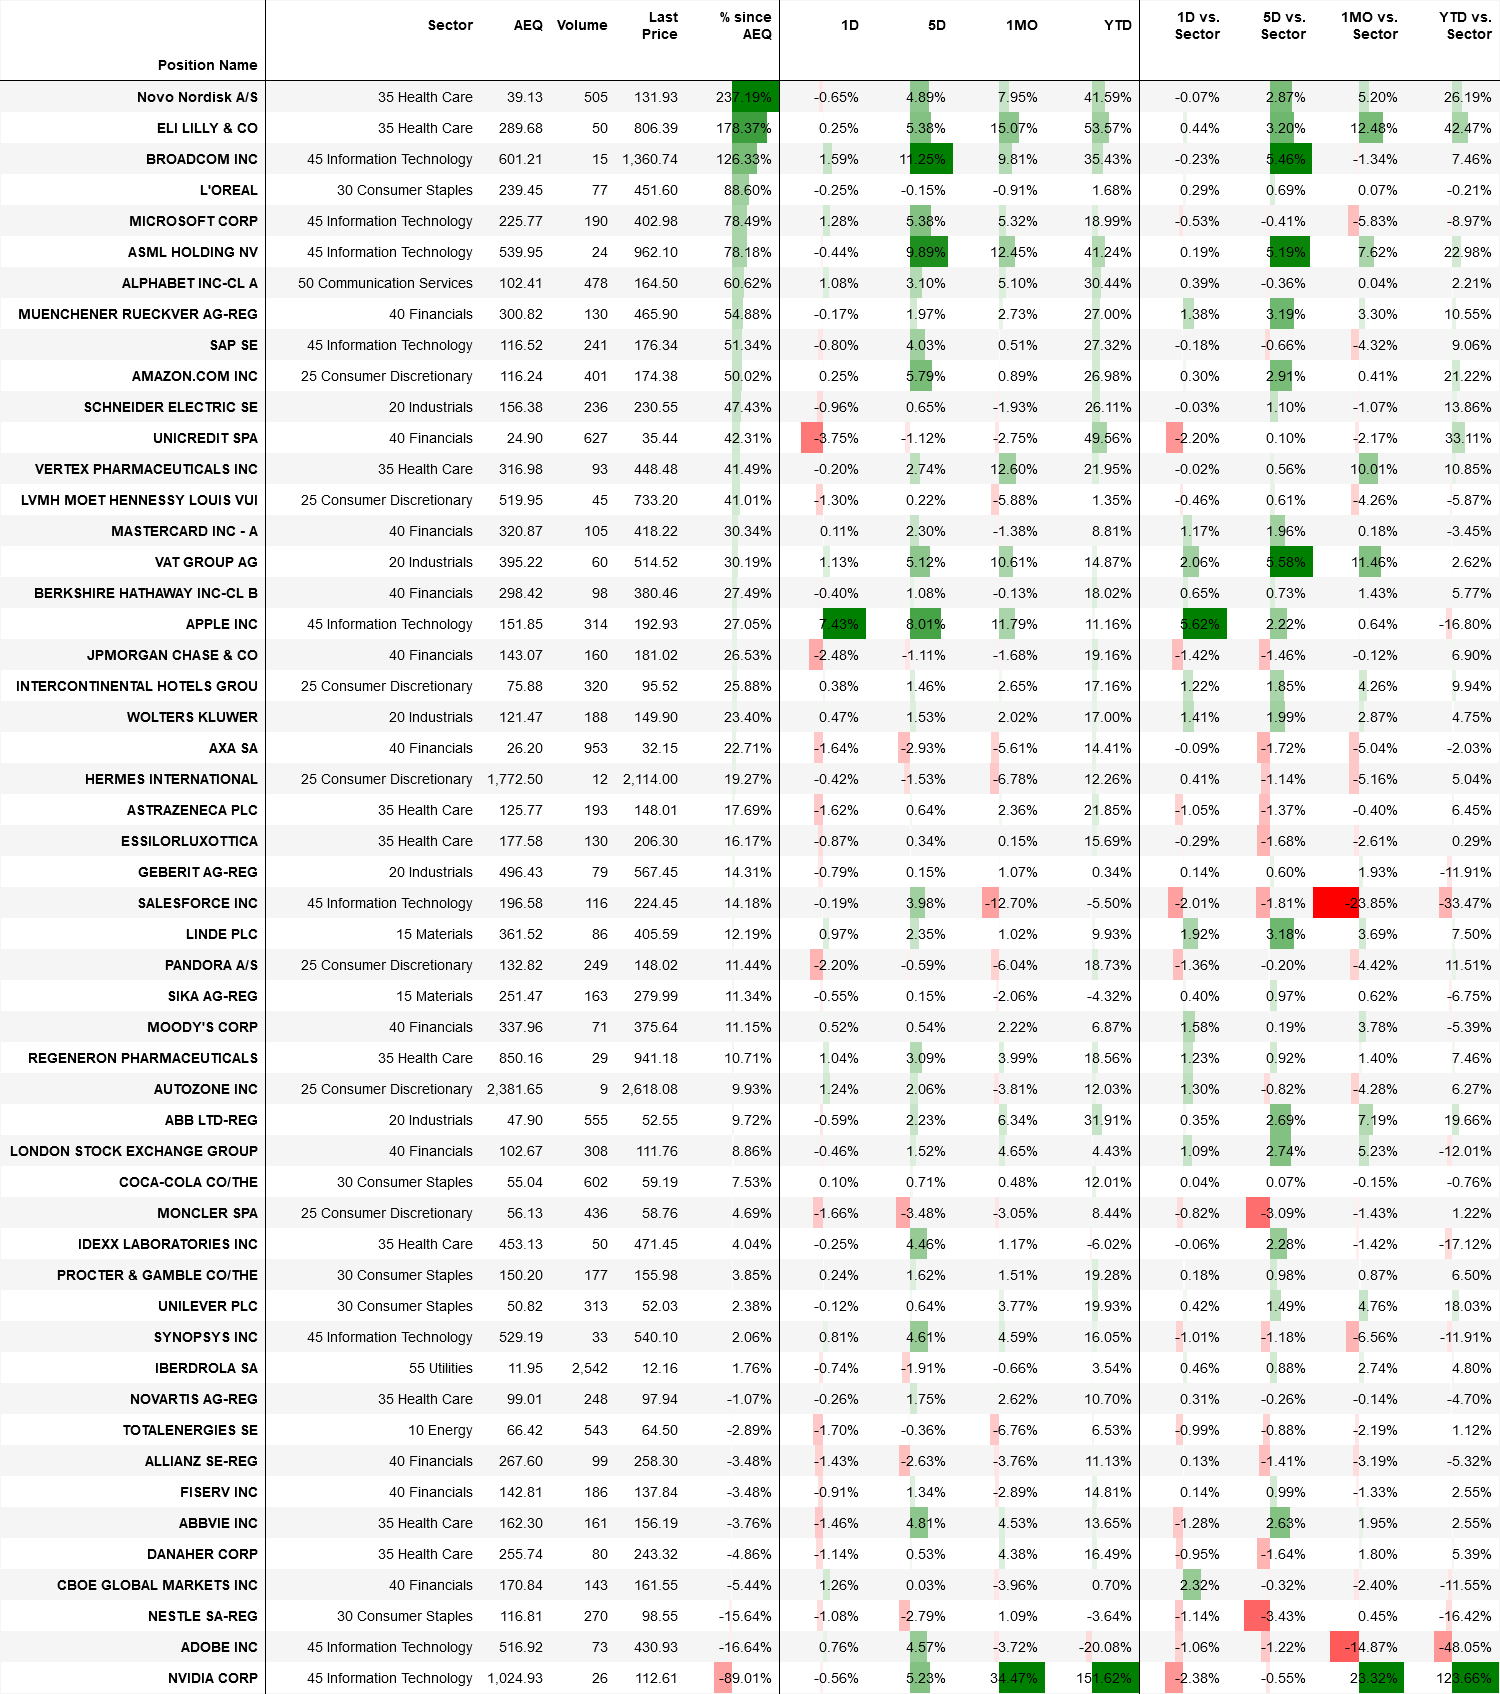 Position Name Sector AEQ Volume Last Price % since AEQ 1D 5D 1MO YTD 1D vs. Sector 5D vs. Sector 1MO vs. Sector YTD vs. Sector
Novo Nordisk A/S 35 Health Care 39.13 505 131.93 237.19% -0.65% 4.89% 7.95% 41.59% -0.07% 2.87% 5.20% 26.19%
ELI LILLY & CO 35 Health Care 289.68 50 806.39 178.37% 0.25% 5.38% 15.07% 53.57% 0.44% 3.20% 12.48% 42.47%
BROADCOM INC 45 Information Technology 601.21 15 1,360.74 126.33% 1.59% 11.25% 9.81% 35.43% -0.23% 5.46% -1.34% 7.46%
L'OREAL 30 Consumer Staples 239.45 77 451.60 88.60% -0.25% -0.15% -0.91% 1.68% 0.29% 0.69% 0.07% -0.21%
MICROSOFT CORP 45 Information Technology 225.77 190 402.98 78.49% 1.28% 5.38% 5.32% 18.99% -0.53% -0.41% -5.83% -8.97%
ASML HOLDING NV 45 Information Technology 539.95 24 962.10 78.18% -0.44% 9.89% 12.45% 41.24% 0.19% 5.19% 7.62% 22.98%
ALPHABET INC-CL A 50 Communication Services 102.41 478 164.50 60.62% 1.08% 3.10% 5.10% 30.44% 0.39% -0.36% 0.04% 2.21%
MUENCHENER RUECKVER AG-REG 40 Financials 300.82 130 465.90 54.88% -0.17% 1.97% 2.73% 27.00% 1.38% 3.19% 3.30% 10.55%
SAP SE 45 Information Technology 116.52 241 176.34 51.34% -0.80% 4.03% 0.51% 27.32% -0.18% -0.66% -4.32% 9.06%
AMAZON.COM INC 25 Consumer Discretionary 116.24 401 174.38 50.02% 0.25% 5.79% 0.89% 26.98% 0.30% 2.91% 0.41% 21.22%
SCHNEIDER ELECTRIC SE 20 Industrials 156.38 236 230.55 47.43% -0.96% 0.65% -1.93% 26.11% -0.03% 1.10% -1.07% 13.86%
UNICREDIT SPA 40 Financials 24.90 627 35.44 42.31% -3.75% -1.12% -2.75% 49.56% -2.20% 0.10% -2.17% 33.11%
VERTEX PHARMACEUTICALS INC 35 Health Care 316.98 93 448.48 41.49% -0.20% 2.74% 12.60% 21.95% -0.02% 0.56% 10.01% 10.85%
LVMH MOET HENNESSY LOUIS VUI 25 Consumer Discretionary 519.95 45 733.20 41.01% -1.30% 0.22% -5.88% 1.35% -0.46% 0.61% -4.26% -5.87%
MASTERCARD INC - A 40 Financials 320.87 105 418.22 30.34% 0.11% 2.30% -1.38% 8.81% 1.17% 1.96% 0.18% -3.45%
VAT GROUP AG 20 Industrials 395.22 60 514.52 30.19% 1.13% 5.12% 10.61% 14.87% 2.06% 5.58% 11.46% 2.62%
BERKSHIRE HATHAWAY INC-CL B 40 Financials 298.42 98 380.46 27.49% -0.40% 1.08% -0.13% 18.02% 0.65% 0.73% 1.43% 5.77%
APPLE INC 45 Information Technology 151.85 314 192.93 27.05% 7.43% 8.01% 11.79% 11.16% 5.62% 2.22% 0.64% -16.80%
JPMORGAN CHASE & CO 40 Financials 143.07 160 181.02 26.53% -2.48% -1.11% -1.68% 19.16% -1.42% -1.46% -0.12% 6.90%
INTERCONTINENTAL HOTELS GROU 25 Consumer Discretionary 75.88 320 95.52 25.88% 0.38% 1.46% 2.65% 17.16% 1.22% 1.85% 4.26% 9.94%
WOLTERS KLUWER 20 Industrials 121.47 188 149.90 23.40% 0.47% 1.53% 2.02% 17.00% 1.41% 1.99% 2.87% 4.75%
AXA SA 40 Financials 26.20 953 32.15 22.71% -1.64% -2.93% -5.61% 14.41% -0.09% -1.72% -5.04% -2.03%
HERMES INTERNATIONAL 25 Consumer Discretionary 1,772.50 12 2,114.00 19.27% -0.42% -1.53% -6.78% 12.26% 0.41% -1.14% -5.16% 5.04%
ASTRAZENECA PLC 35 Health Care 125.77 193 148.01 17.69% -1.62% 0.64% 2.36% 21.85% -1.05% -1.37% -0.40% 6.45%
ESSILORLUXOTTICA 35 Health Care 177.58 130 206.30 16.17% -0.87% 0.34% 0.15% 15.69% -0.29% -1.68% -2.61% 0.29%
GEBERIT AG-REG 20 Industrials 496.43 79 567.45 14.31% -0.79% 0.15% 1.07% 0.34% 0.14% 0.60% 1.93% -11.91%
SALESFORCE INC 45 Information Technology 196.58 116 224.45 14.18% -0.19% 3.98% -12.70% -5.50% -2.01% -1.81% -23.85% -33.47%
LINDE PLC 15 Materials 361.52 86 405.59 12.19% 0.97% 2.35% 1.02% 9.93% 1.92% 3.18% 3.69% 7.50%
PANDORA A/S 25 Consumer Discretionary 132.82 249 148.02 11.44% -2.20% -0.59% -6.04% 18.73% -1.36% -0.20% -4.42% 11.51%
SIKA AG-REG 15 Materials 251.47 163 279.99 11.34% -0.55% 0.15% -2.06% -4.32% 0.40% 0.97% 0.62% -6.75%
MOODY'S CORP 40 Financials 337.96 71 375.64 11.15% 0.52% 0.54% 2.22% 6.87% 1.58% 0.19% 3.78% -5.39%
REGENERON PHARMACEUTICALS 35 Health Care 850.16 29 941.18 10.71% 1.04% 3.09% 3.99% 18.56% 1.23% 0.92% 1.40% 7.46%
AUTOZONE INC 25 Consumer Discretionary 2,381.65 9 2,618.08 9.93% 1.24% 2.06% -3.81% 12.03% 1.30% -0.82% -4.28% 6.27%
ABB LTD-REG 20 Industrials 47.90 555 52.55 9.72% -0.59% 2.23% 6.34% 31.91% 0.35% 2.69% 7.19% 19.66%
LONDON STOCK EXCHANGE GROUP 40 Financials 102.67 308 111.76 8.86% -0.46% 1.52% 4.65% 4.43% 1.09% 2.74% 5.23% -12.01%
COCA-COLA CO/THE 30 Consumer Staples 55.04 602 59.19 7.53% 0.10% 0.71% 0.48% 12.01% 0.04% 0.07% -0.15% -0.76%
MONCLER SPA 25 Consumer Discretionary 56.13 436 58.76 4.69% -1.66% -3.48% -3.05% 8.44% -0.82% -3.09% -1.43% 1.22%
IDEXX LABORATORIES INC 35 Health Care 453.13 50 471.45 4.04% -0.25% 4.46% 1.17% -6.02% -0.06% 2.28% -1.42% -17.12%
PROCTER & GAMBLE CO/THE 30 Consumer Staples 150.20 177 155.98 3.85% 0.24% 1.62% 1.51% 19.28% 0.18% 0.98% 0.87% 6.50%
UNILEVER PLC 30 Consumer Staples 50.82 313 52.03 2.38% -0.12% 0.64% 3.77% 19.93% 0.42% 1.49% 4.76% 18.03%
SYNOPSYS INC 45 Information Technology 529.19 33 540.10 2.06% 0.81% 4.61% 4.59% 16.05% -1.01% -1.18% -6.56% -11.91%
IBERDROLA SA 55 Utilities 11.95 2,542 12.16 1.76% -0.74% -1.91% -0.66% 3.54% 0.46% 0.88% 2.74% 4.80%
NOVARTIS AG-REG 35 Health Care 99.01 248 97.94 -1.07% -0.26% 1.75% 2.62% 10.70% 0.31% -0.26% -0.14% -4.70%
TOTALENERGIES SE 10 Energy 66.42 543 64.50 -2.89% -1.70% -0.36% -6.76% 6.53% -0.99% -0.88% -2.19% 1.12%
ALLIANZ SE-REG 40 Financials 267.60 99 258.30 -3.48% -1.43% -2.63% -3.76% 11.13% 0.13% -1.41% -3.19% -5.32%
FISERV INC 40 Financials 142.81 186 137.84 -3.48% -0.91% 1.34% -2.89% 14.81% 0.14% 0.99% -1.33% 2.55%
ABBVIE INC 35 Health Care 162.30 161 156.19 -3.76% -1.46% 4.81% 4.53% 13.65% -1.28% 2.63% 1.95% 2.55%
DANAHER CORP 35 Health Care 255.74 80 243.32 -4.86% -1.14% 0.53% 4.38% 16.49% -0.95% -1.64% 1.80% 5.39%
CBOE GLOBAL MARKETS INC 40 Financials 170.84 143 161.55 -5.44% 1.26% 0.03% -3.96% 0.70% 2.32% -0.32% -2.40% -11.55%
NESTLE SA-REG 30 Consumer Staples 116.81 270 98.55 -15.64% -1.08% -2.79% 1.09% -3.64% -1.14% -3.43% 0.45% -16.42%
ADOBE INC 45 Information Technology 516.92 73 430.93 -16.64% 0.76% 4.57% -3.72% -20.08% -1.06% -1.22% -14.87% -48.05%
NVIDIA CORP 45 Information Technology 1,024.93 26 112.61 -89.01% -0.56% 5.23% 34.47% 151.62% -2.38% -0.55% 23.32% 123.66%